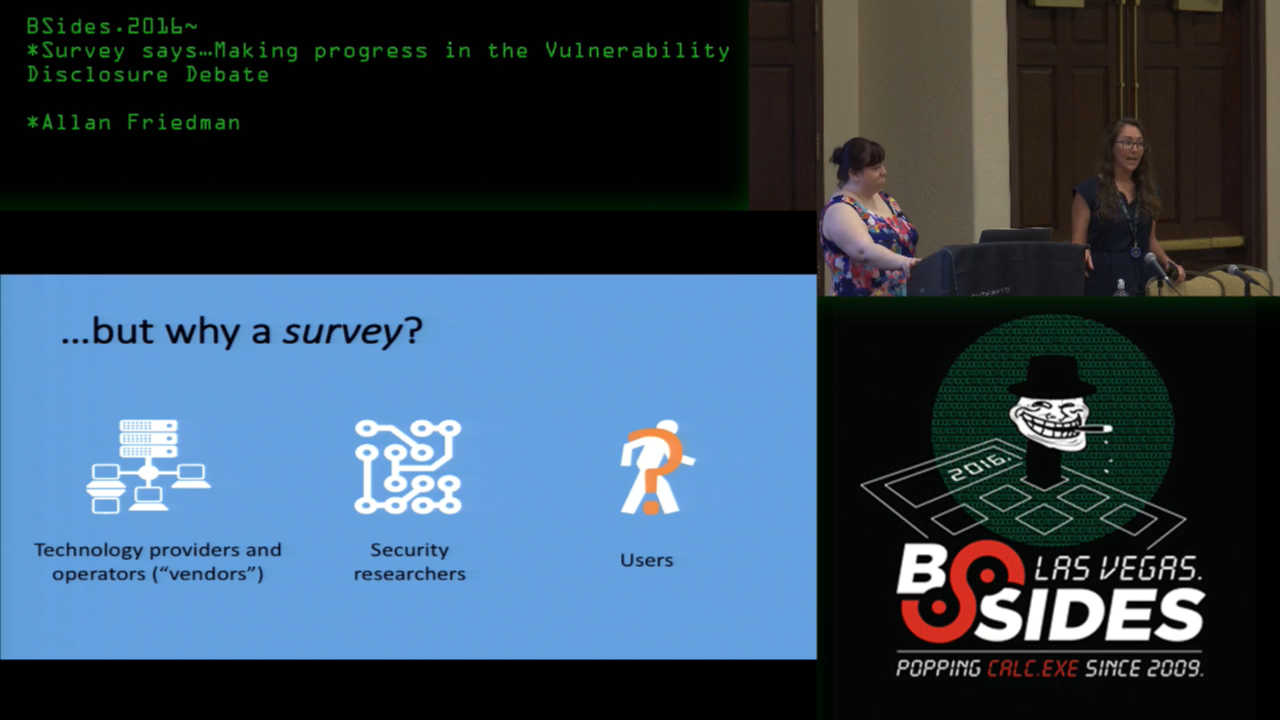 BSides.2016~
*Survey says…Making progress in the Vulnerability
Disclosure Debate
*Allan Friedman
...but why a survey?
Technology providers and
operators (“vendors”)
Security
researchers
?
Users
2016.
BSIDES
LAS VEGAS.
POPPING CALC.EXE SINCE 2009.